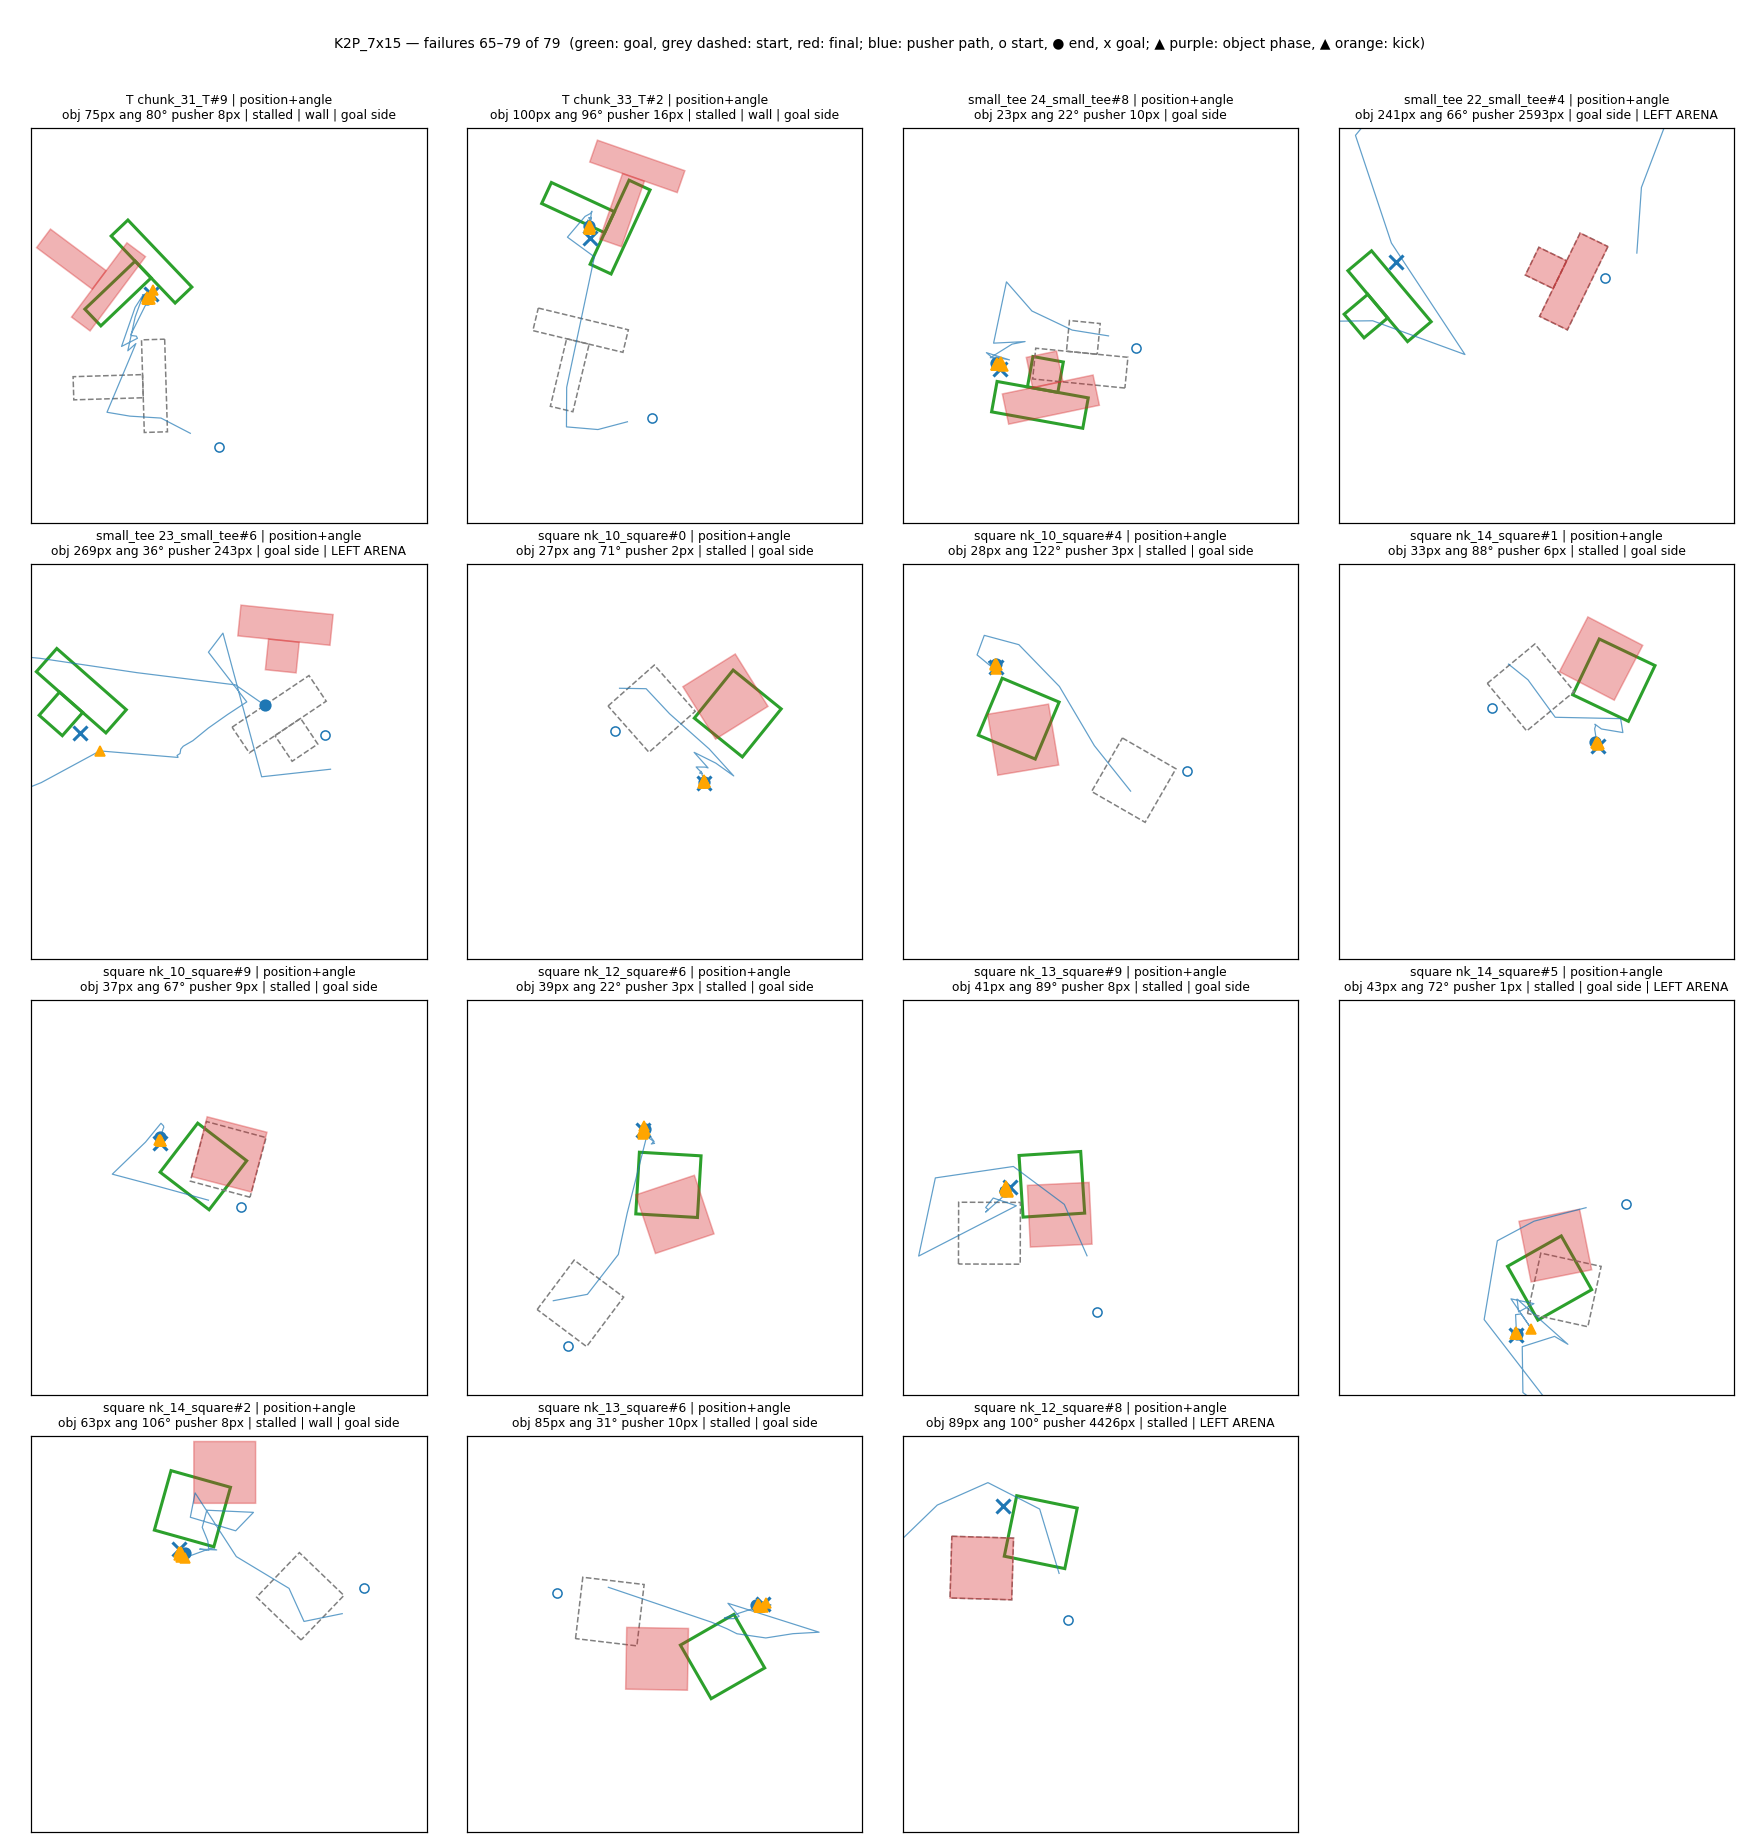 K2P_7x15 — failures 65–79 of 79  (green: goal, grey dashed: start, red: final; blue: pusher path, o start, ● end, x goal; ▲ purple: object phase, ▲ orange: kick)
T chunk_31_T#9 | position+angle
obj 75px ang 80° pusher 8px | stalled | wall | goal side
T chunk_33_T#2 | position+angle
obj 100px ang 96° pusher 16px | stalled | wall | goal side
small_tee 24_small_tee#8 | position+angle
obj 23px ang 22° pusher 10px | goal side
small_tee 22_small_tee#4 | position+angle
obj 241px ang 66° pusher 2593px | goal side | LEFT ARENA
small_tee 23_small_tee#6 | position+angle
obj 269px ang 36° pusher 243px | goal side | LEFT ARENA
square nk_10_square#0 | position+angle
obj 27px ang 71° pusher 2px | stalled | goal side
square nk_10_square#4 | position+angle
obj 28px ang 122° pusher 3px | stalled | goal side
square nk_14_square#1 | position+angle
obj 33px ang 88° pusher 6px | stalled | goal side
square nk_10_square#9 | position+angle
obj 37px ang 67° pusher 9px | stalled | goal side
square nk_12_square#6 | position+angle
obj 39px ang 22° pusher 3px | stalled | goal side
square nk_13_square#9 | position+angle
obj 41px ang 89° pusher 8px | stalled | goal side
square nk_14_square#5 | position+angle
obj 43px ang 72° pusher 1px | stalled | goal side | LEFT ARENA
square nk_14_square#2 | position+angle
obj 63px ang 106° pusher 8px | stalled | wall | goal side
square nk_13_square#6 | position+angle
obj 85px ang 31° pusher 10px | stalled | goal side
square nk_12_square#8 | position+angle
obj 89px ang 100° pusher 4426px | stalled | LEFT ARENA